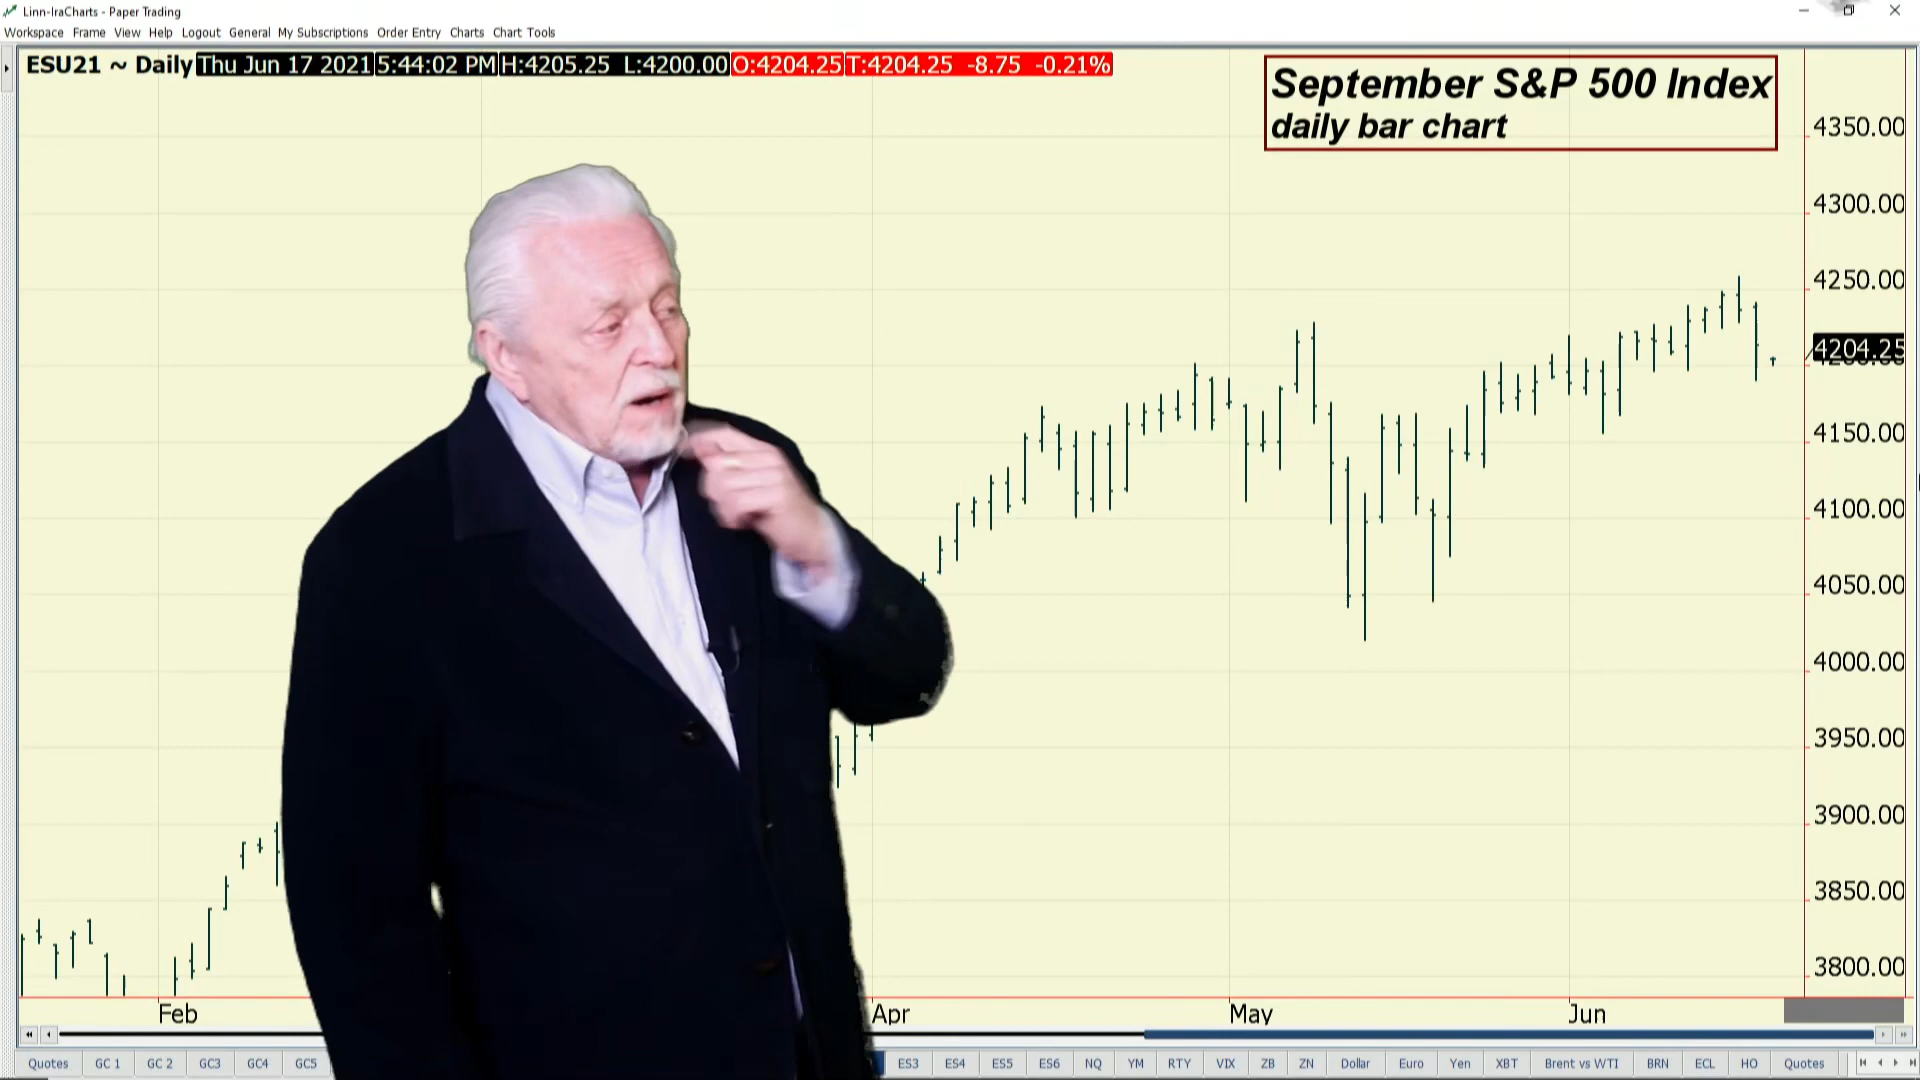 Linn-IraCharts - Paper Trading
Workspace Frame View Help Logout General My Subscriptions Order Entry Charts Chart Tools
ESU21 ~ Daily Thu Jun 17 2021 5:44:02 PM H:4205.25 L:4200.00 O:4204.25 T:4204.25 -8.75 -0.21%
September S&P 500 Index
daily bar chart
4350.00
4300.00
4250.00
4204.25
4150.00
4100.00
4050.00
4000.00
3950.00
3900.00
3850.00
3800.00
Feb Apr May Jun
Quotes GC 1 GC 2 GC3 GC4 GC5 ES3 ES4 ES5 ES6 NQ YM RTY VIX ZB ZN Dollar Euro Yen XBT Brent vs WTI BRN ECL HO Quotes